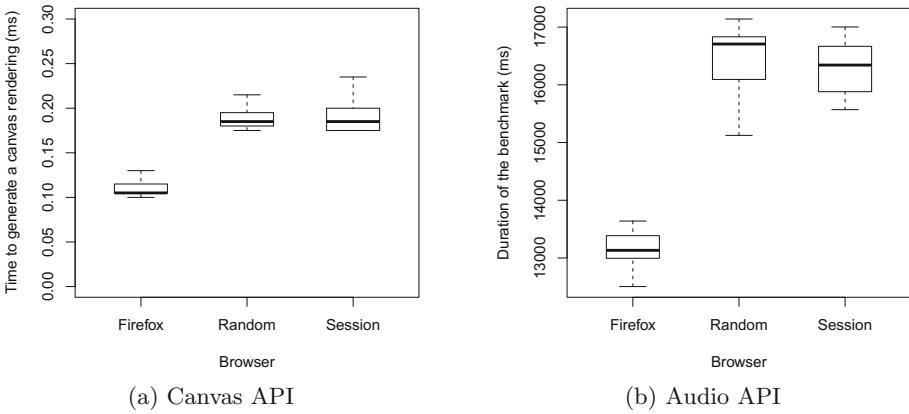 Time to generate a canvas rendering (ms)
0.30
0.25
0.20
0.15
0.10
0.05
0.00
Firefox Random Session
Browser
(a) Canvas API
Duration of the benchmark (ms)
17000
16000
15000
14000
13000
Firefox Random Session
Browser
(b) Audio API